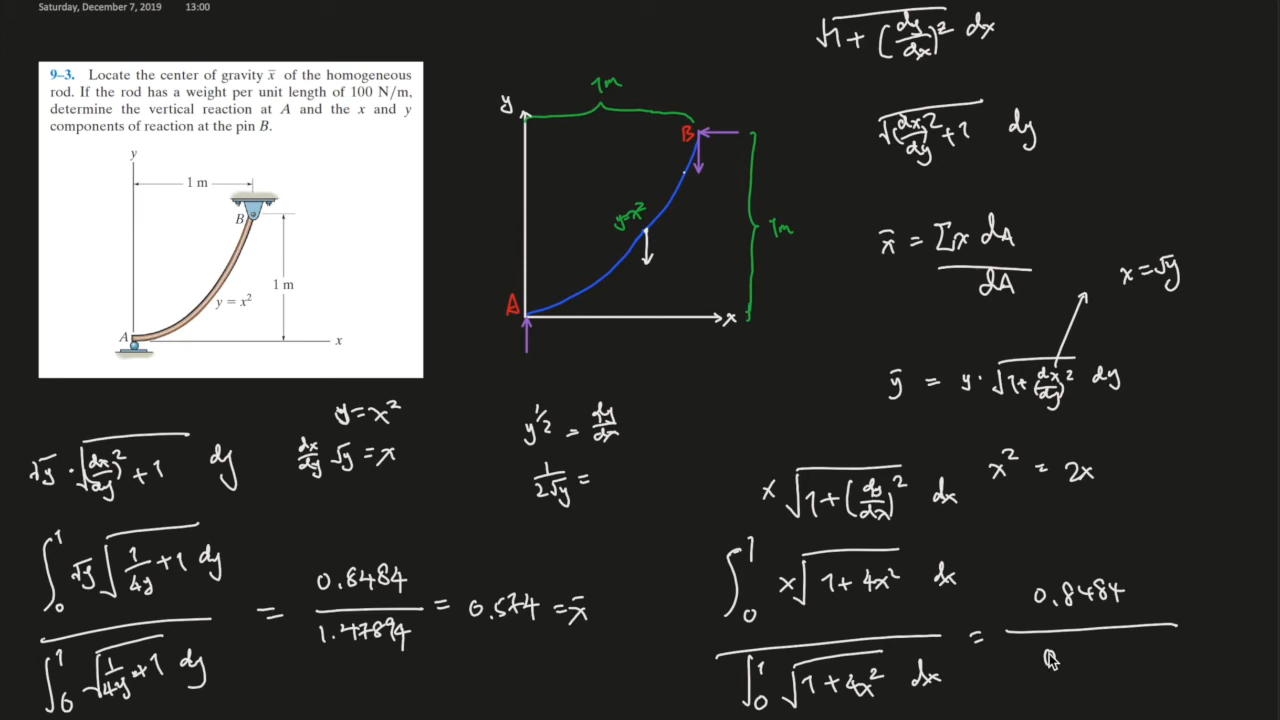 Saturday, December 7, 2019 13:00
9–3. Locate the center of gravity x̄ of the homogeneous
rod. If the rod has a weight per unit length of 100 N/m,
determine the vertical reaction at A and the x and y
components of reaction at the pin B.
y
1 m
B
1 m
y = x²
A
x
y
1m
B
y=x²
1m
A
x
√(1 + (dy/dx)²) dx
√((dx/dy)² + 1) dy
x̄ = Σx dA / dA
x = √y
ȳ = y · √(1 + (dx/dy)²) dy
y = x²
dx/dy √y = x
√y · √((dx/dy)² + 1) dy
y^1/2 = dy/dx
1/(2√y) =
x² = 2x
x √(1 + (dy/dx)²) dx
∫₀¹ √y √(1/4y + 1) dy / ∫₀¹ √(1/4y + 1) dy = 0.8484 / 1.47894 = 0.574 = x̄
∫₀¹ x √(1 + 4x²) dx / ∫₀¹ √(1 + 4x²) dx = 0.8484 /